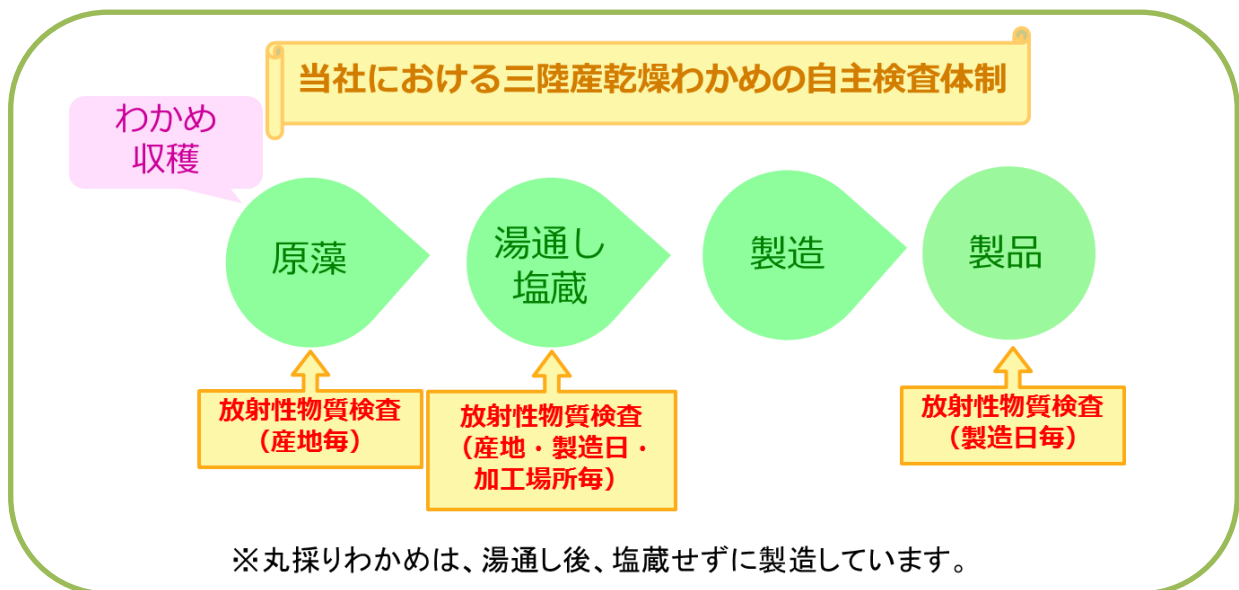 当社における三陸産乾燥わかめの自主検査体制
わかめ
収穫
原藻
湯通し
塩蔵
製造
製品
放射性物質検査
（産地毎）
放射性物質検査
（産地・製造日・
加工場所毎）
放射性物質検査
（製造日毎）
※丸採りわかめは、湯通し後、塩蔵せずに製造しています。